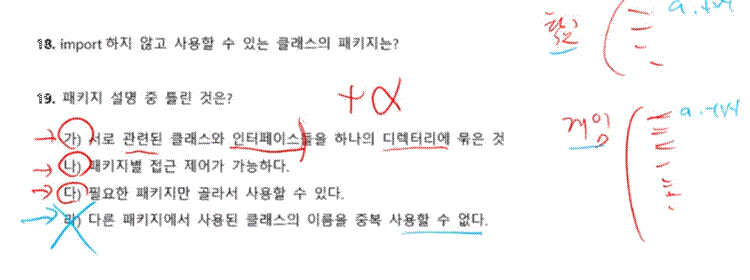 18. import 하지 않고 사용할 수 있는 클래스의 패키지는?
19. 패키지 설명 중 틀린 것은?
+α
가) 서로 관련된 클래스와 인터페이스들을 하나의 디렉터리에 묶은 것
나) 패키지별 접근 제어가 가능하다.
다) 필요한 패키지만 골라서 사용할 수 있다.
라) 다른 패키지에서 사용된 클래스의 이름을 중복 사용할 수 없다.
a.txt
게임
a.txt